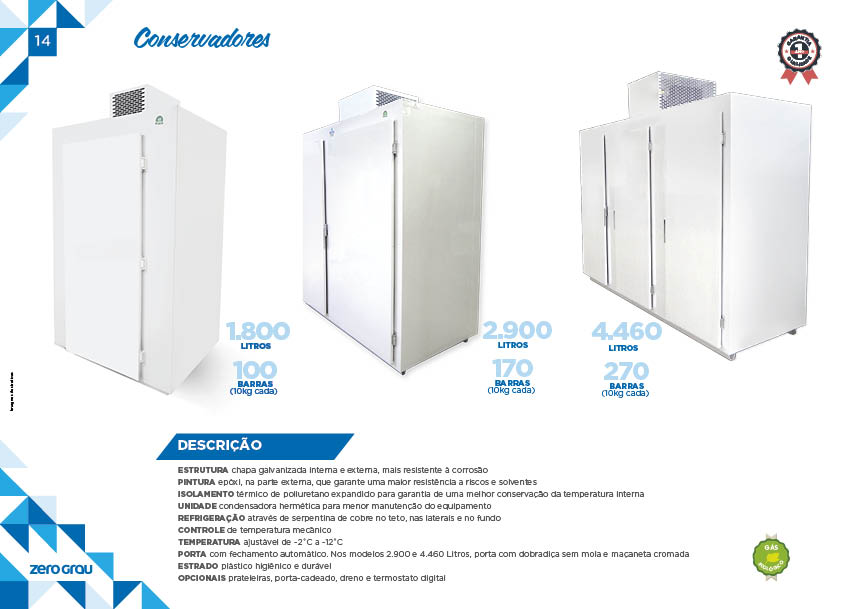 14
Conservadores
GARANTIA
1
1.800
LITROS
100
BARRAS
(10kg cada)
2.900
LITROS
170
BARRAS
(10kg cada)
4.460
LITROS
270
BARRAS
(10kg cada)
DESCRIÇÃO
ESTRUTURA chapa galvanizada interna e externa, mais resistente à corrosão
PINTURA epóxi, na parte externa, que garante uma maior resistência a riscos e solventes
ISOLAMENTO térmico de poliuretano expandido para garantia de uma melhor conservação da temperatura interna
UNIDADE condensadora hermética para menor manutenção do equipamento
REFRIGERAÇÃO através de serpentina de cobre no teto, nas laterais e no fundo
CONTROLE de temperatura mecânico
TEMPERATURA ajustável de -2°C a -12°C
PORTA com fechamento automático. Nos modelos 2.900 e 4.460 Litros, porta com dobradiça sem mola e maçaneta cromada
ESTRADO plástico higiênico e durável
OPCIONAIS prateleiras, porta-cadeado, dreno e termostato digital
zero grau
GÁS
ECOLÓGICO